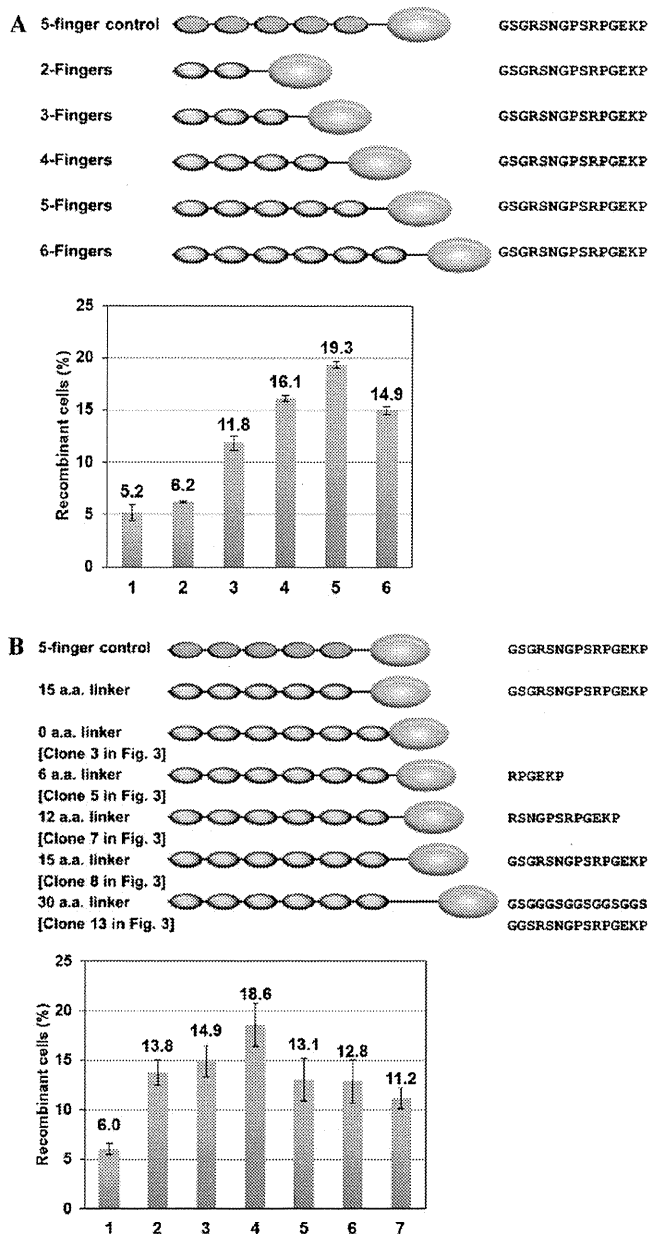 A
5-finger control GSGRSNGPSRPGEKP
2-Fingers GSGRSNGPSRPGEKP
3-Fingers GSGRSNGPSRPGEKP
4-Fingers GSGRSNGPSRPGEKP
5-Fingers GSGRSNGPSRPGEKP
6-Fingers GSGRSNGPSRPGEKP
Recombinant cells (%)
25
20
15
10
5
0
5.2
6.2
11.8
16.1
19.3
14.9
1 2 3 4 5 6
B
5-finger control GSGRSNGPSRPGEKP
15 a.a. linker GSGRSNGPSRPGEKP
0 a.a. linker
[Clone 3 in Fig. 3]
6 a.a. linker RPGEKP
[Clone 5 in Fig. 3]
12 a.a. linker RSNGPSRPGEKP
[Clone 7 in Fig. 3]
15 a.a. linker GSGRSNGPSRPGEKP
[Clone 8 in Fig. 3]
30 a.a. linker GSGGGSGGSGGSGGS
[Clone 13 in Fig. 3] GGSRSNGPSRPGEKP
Recombinant cells (%)
25
20
15
10
5
0
6.0
13.8
14.9
18.6
13.1
12.8
11.2
1 2 3 4 5 6 7